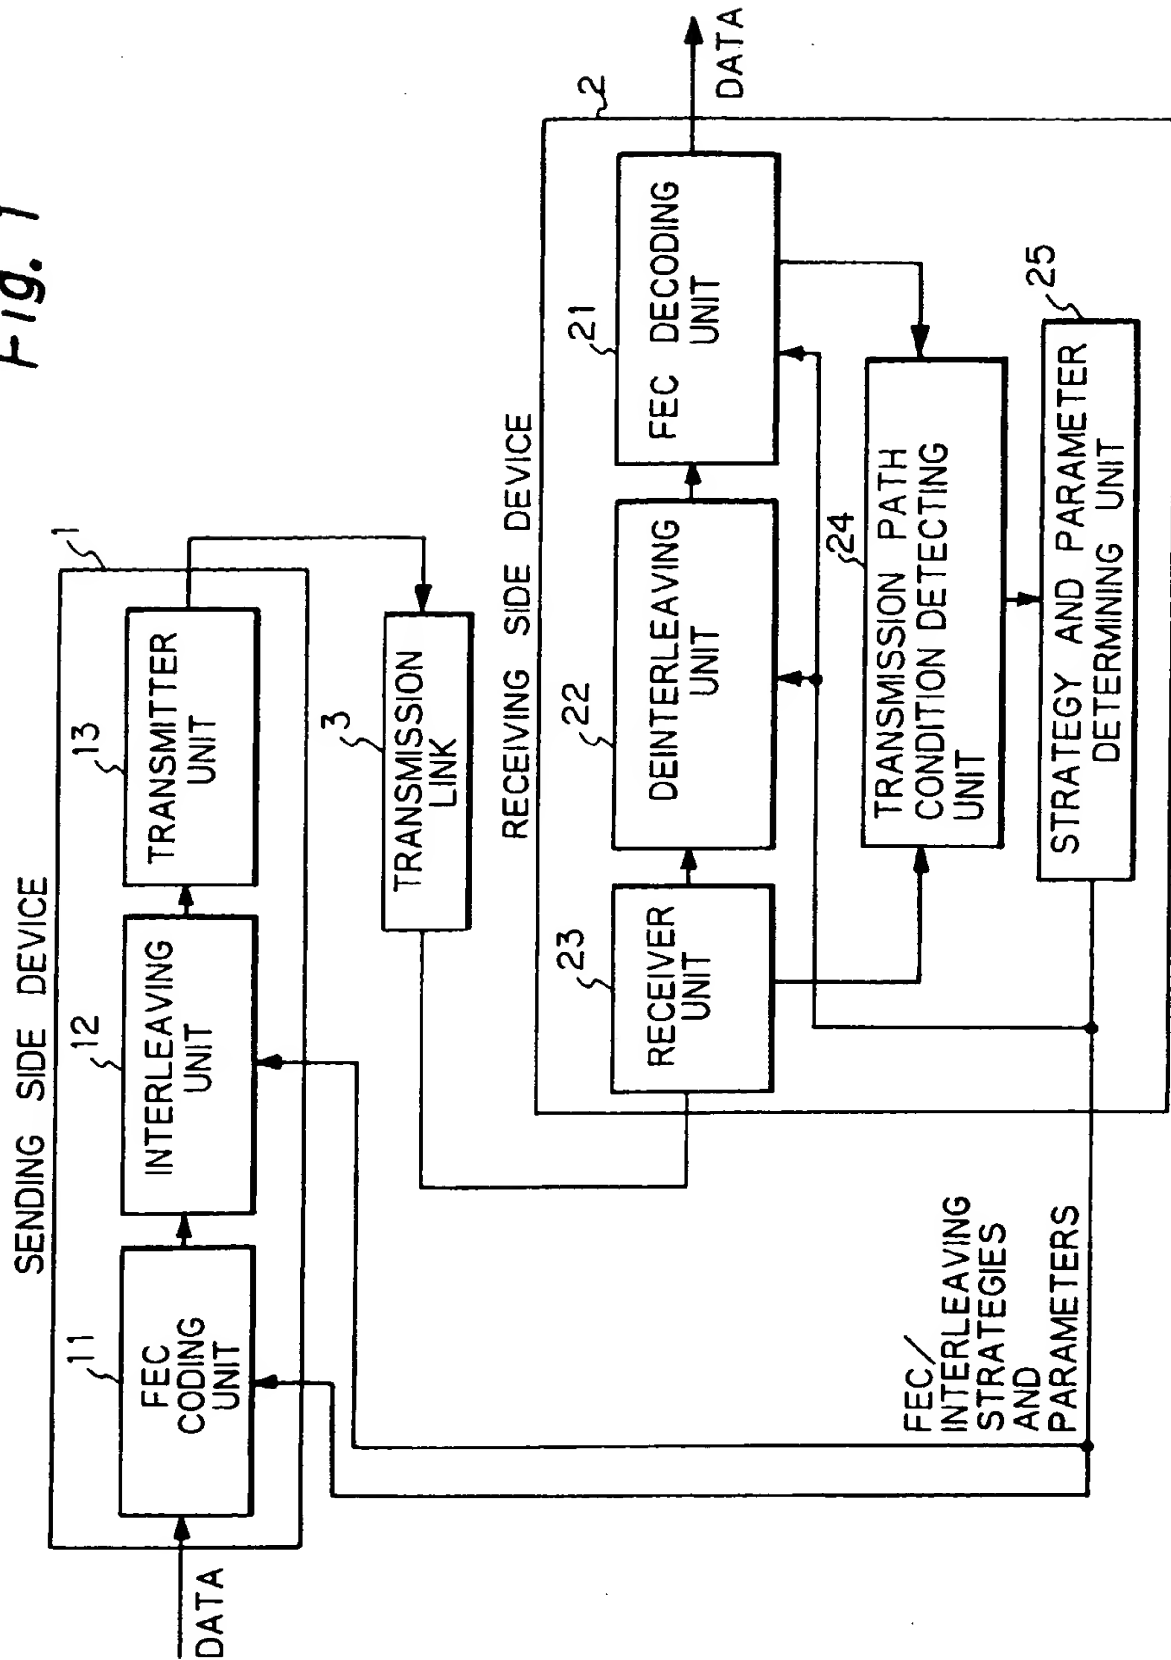 Fig. 1
SENDING SIDE DEVICE
1
11
FEC
CODING
UNIT
12
INTERLEAVING
UNIT
13
TRANSMITTER
UNIT
DATA
3
TRANSMISSION
LINK
RECEIVING SIDE DEVICE
2
23
RECEIVER
UNIT
22
DEINTERLEAVING
UNIT
21
FEC DECODING
UNIT
DATA
24
TRANSMISSION PATH
CONDITION DETECTING
UNIT
25
STRATEGY AND PARAMETER
DETERMINING UNIT
FEC/
INTERLEAVING
STRATEGIES
AND
PARAMETERS